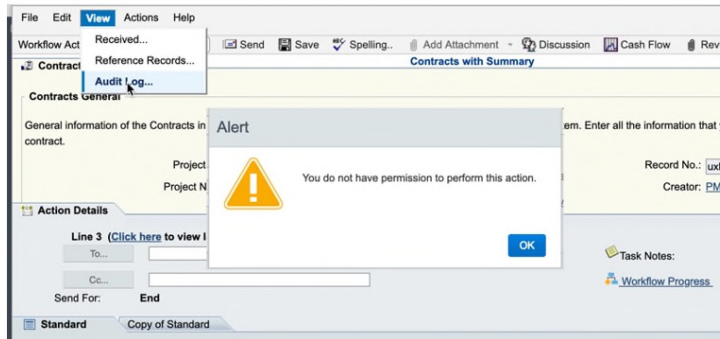 File Edit View Actions Help
Workflow Act Received... Send Save Spelling.. Add Attachment Discussion Cash Flow Rev
Reference Records...
Contracts with Summary
Contract
Audit Log...
Contracts General
General information of the Contracts in em. Enter all the information that
contract.
Alert
Project Record No.: uxl
You do not have permission to perform this action.
Project N Creator: PM
Action Details
Line 3 (Click here to view l
OK
To... Task Notes:
Cc... Workflow Progress
Send For: End
Standard Copy of Standard